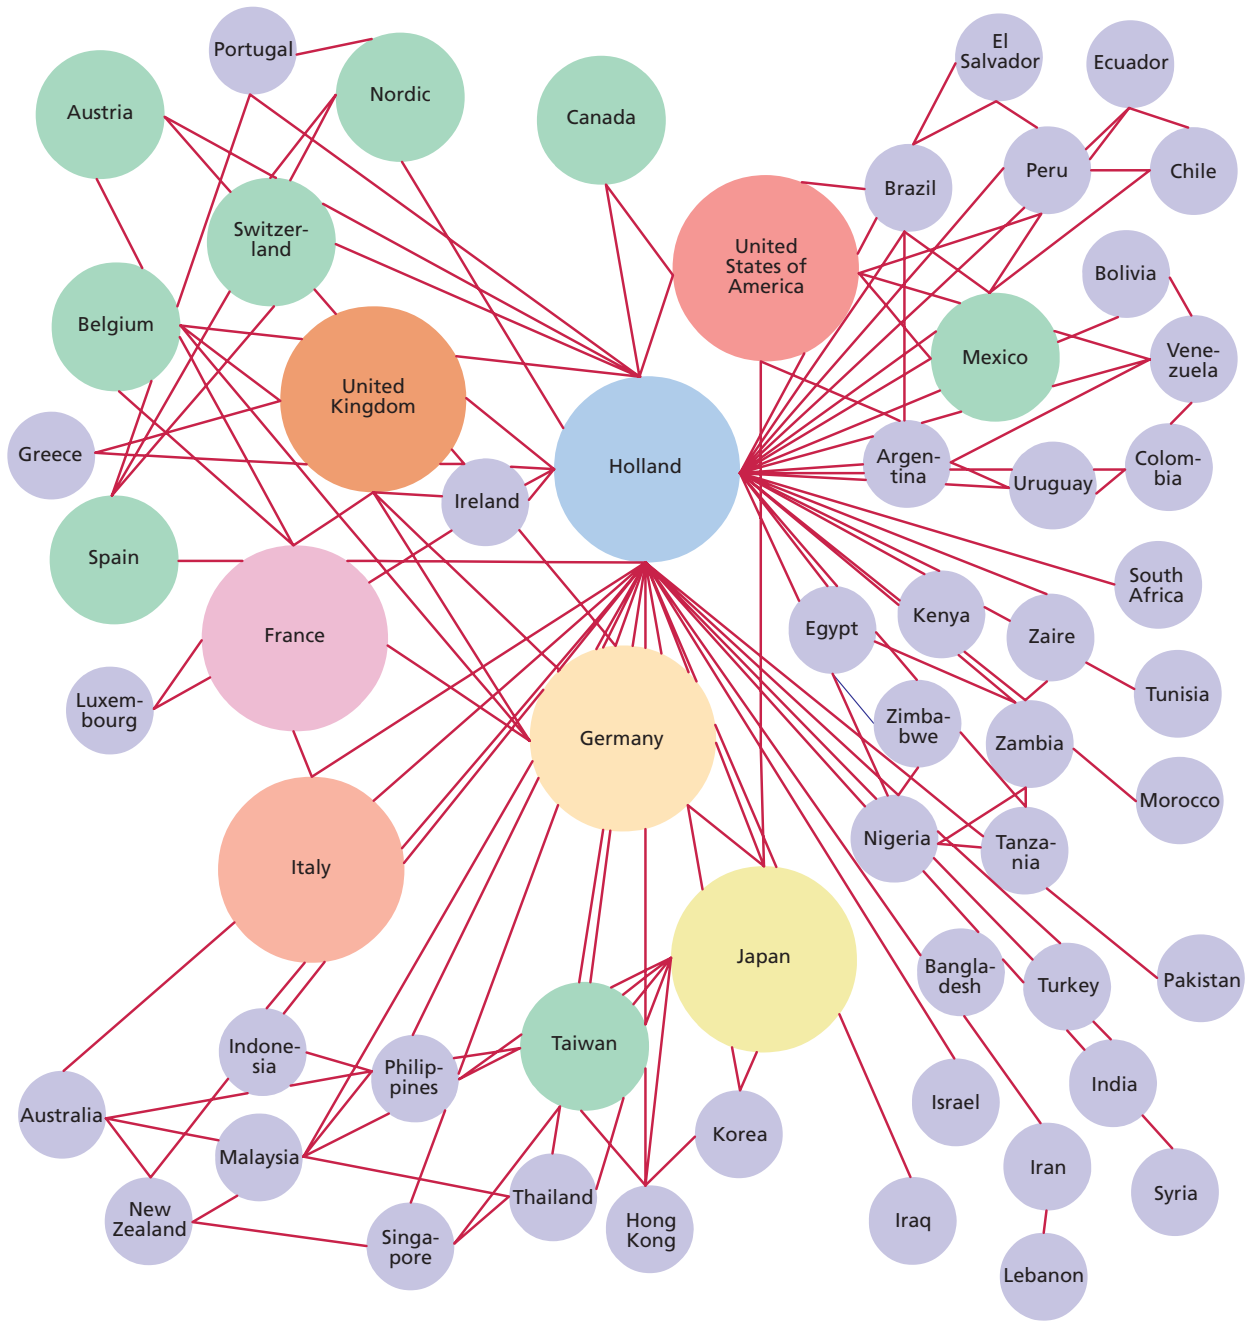 Portugal
Nordic
Austria
Canada
El
Salvador
Ecuador
Peru
Chile
Brazil
Switzer-
land
United
States of
America
Bolivia
Belgium
Mexico
Vene-
zuela
United
Kingdom
Greece
Holland
Argen-
tina
Uruguay
Colom-
bia
Ireland
Spain
South
Africa
France
Egypt
Kenya
Zaire
Luxem-
bourg
Tunisia
Germany
Zimba-
bwe
Zambia
Morocco
Italy
Nigeria
Tanza-
nia
Japan
Bangla-
desh
Turkey
Pakistan
Taiwan
Indone-
sia
Philip-
pines
India
Australia
Israel
Malaysia
Korea
Iran
New
Zealand
Thailand
Syria
Singa-
pore
Hong
Kong
Iraq
Lebanon